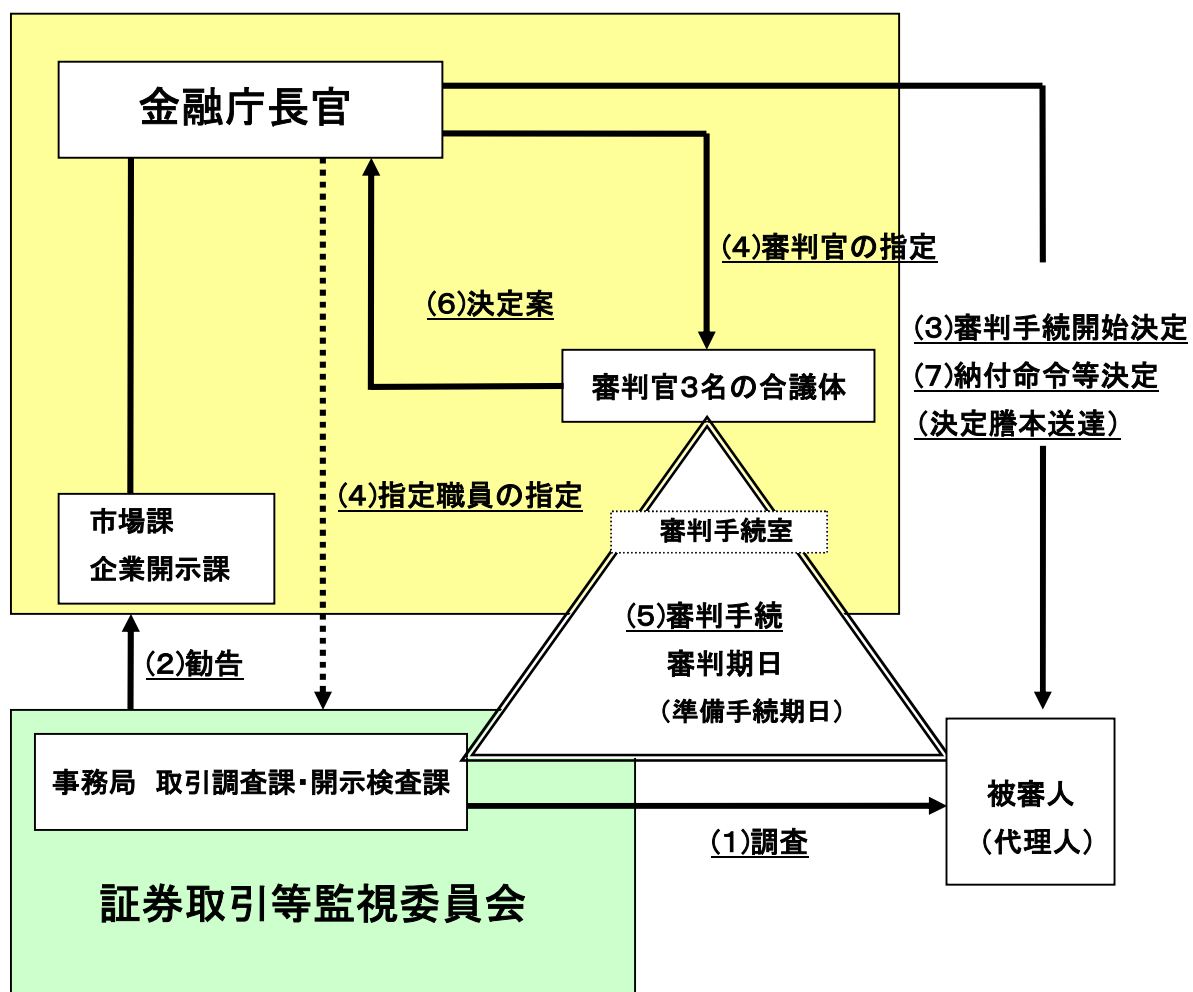 金融庁長官
(4)審判官の指定
(6)決定案
(3)審判手続開始決定
(7)納付命令等決定
（決定謄本送達）
審判官3名の合議体
(4)指定職員の指定
市場課
企業開示課
審判手続室
(5)審判手続
審判期日
（準備手続期日）
(2)勧告
事務局　取引調査課・開示検査課
被審人
（代理人）
(1)調査
証券取引等監視委員会